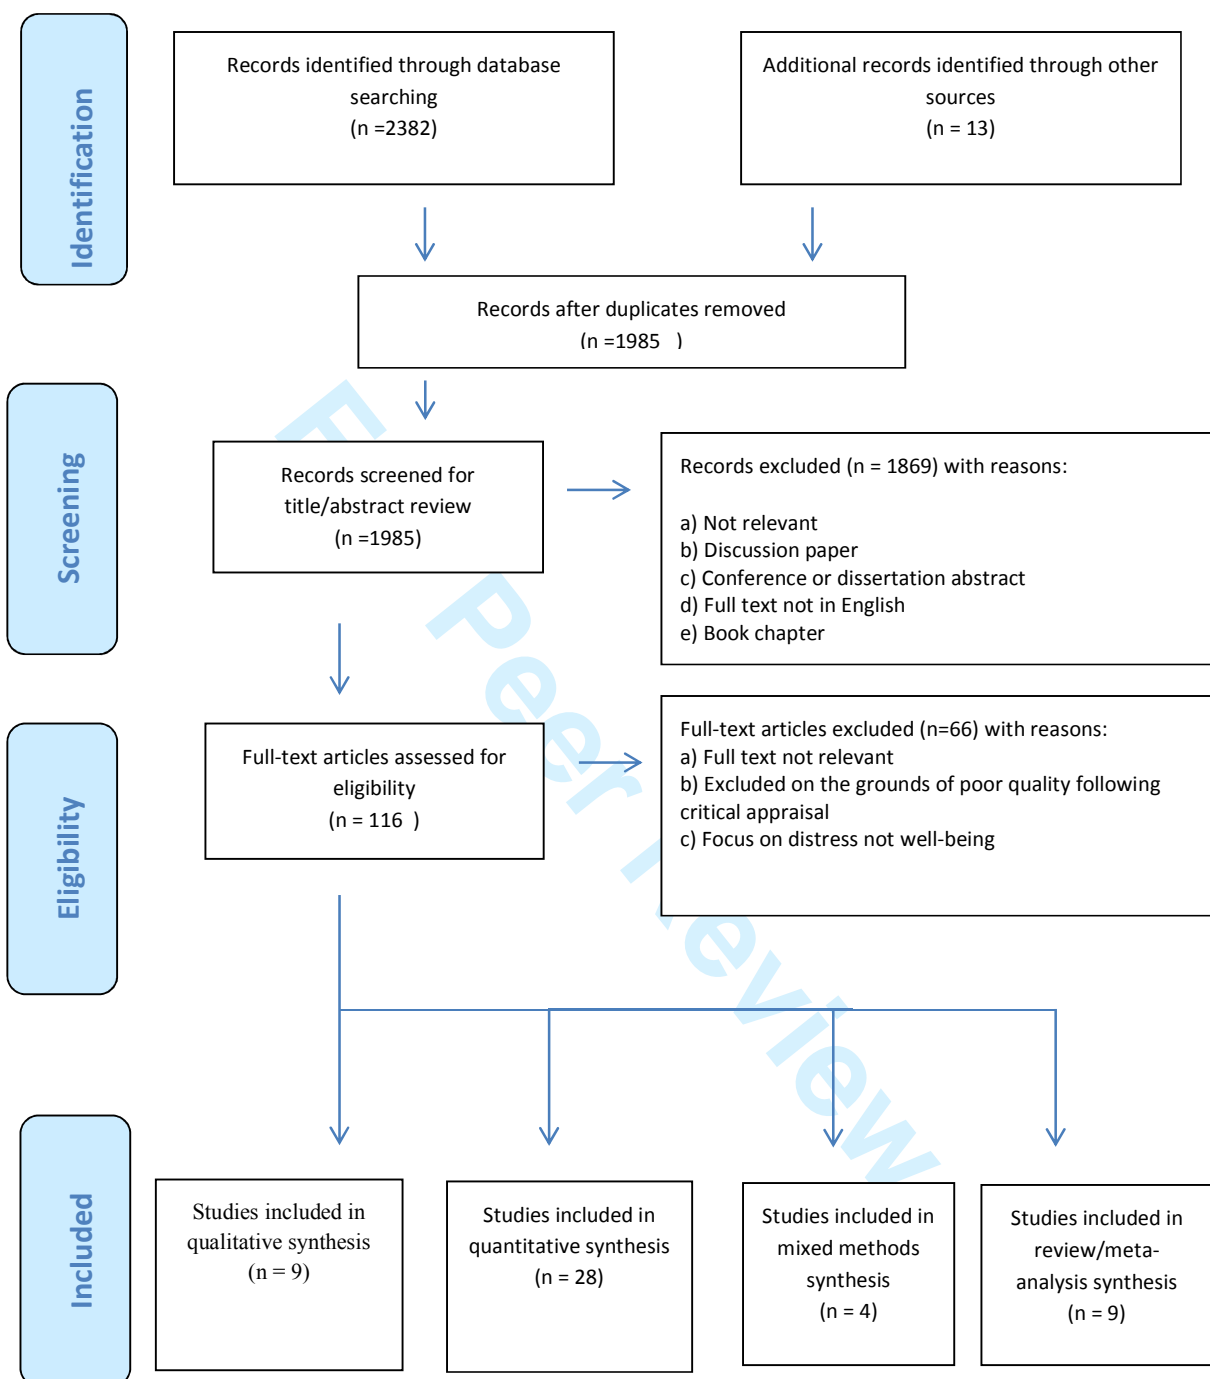 Identification
Records identified through database
searching
(n =2382)
Additional records identified through other
sources
(n = 13)
Records after duplicates removed
(n =1985   )
Screening
Records screened for
title/abstract review
(n =1985)
Records excluded (n = 1869) with reasons:
a) Not relevant
b) Discussion paper
c) Conference or dissertation abstract
d) Full text not in English
e) Book chapter
Eligibility
Full-text articles assessed for
eligibility
(n = 116   )
Full-text articles excluded (n=66) with reasons:
a) Full text not relevant
b) Excluded on the grounds of poor quality following
critical appraisal
c) Focus on distress not well-being
Included
Studies included in
qualitative synthesis
(n = 9)
Studies included in
quantitative synthesis
(n = 28)
Studies included in
mixed methods
synthesis
(n = 4)
Studies included in
review/meta-
analysis synthesis
(n = 9)
Peer Review